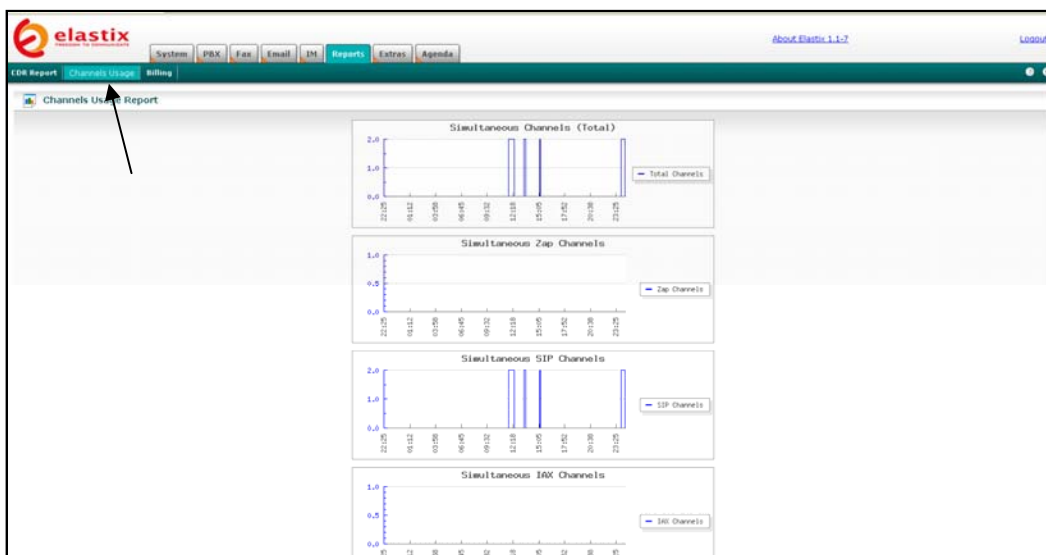 elastix
FREEDOM TO COMMUNICATE
System PBX Fax Email IM Reports Extras Agenda
About Elastix 1.1-7
Logout
CDR Report Channels Usage Billing
Channels Usage Report
Simultaneous Channels (Total)
2.0
1.0
0.0
22:25 01:12 03:58 06:45 09:32 12:18 15:05 17:52 20:38 23:25
Total Channels
Simultaneous Zap Channels
1.0
0.5
0.0
22:25 01:12 03:58 06:45 09:32 12:18 15:05 17:52 20:38 23:25
Zap Channels
Simultaneous SIP Channels
2.0
1.0
0.0
22:25 01:12 03:58 06:45 09:32 12:18 15:05 17:52 20:38 23:25
SIP Channels
Simultaneous IAX Channels
1.0
0.5
0.0
IAX Channels